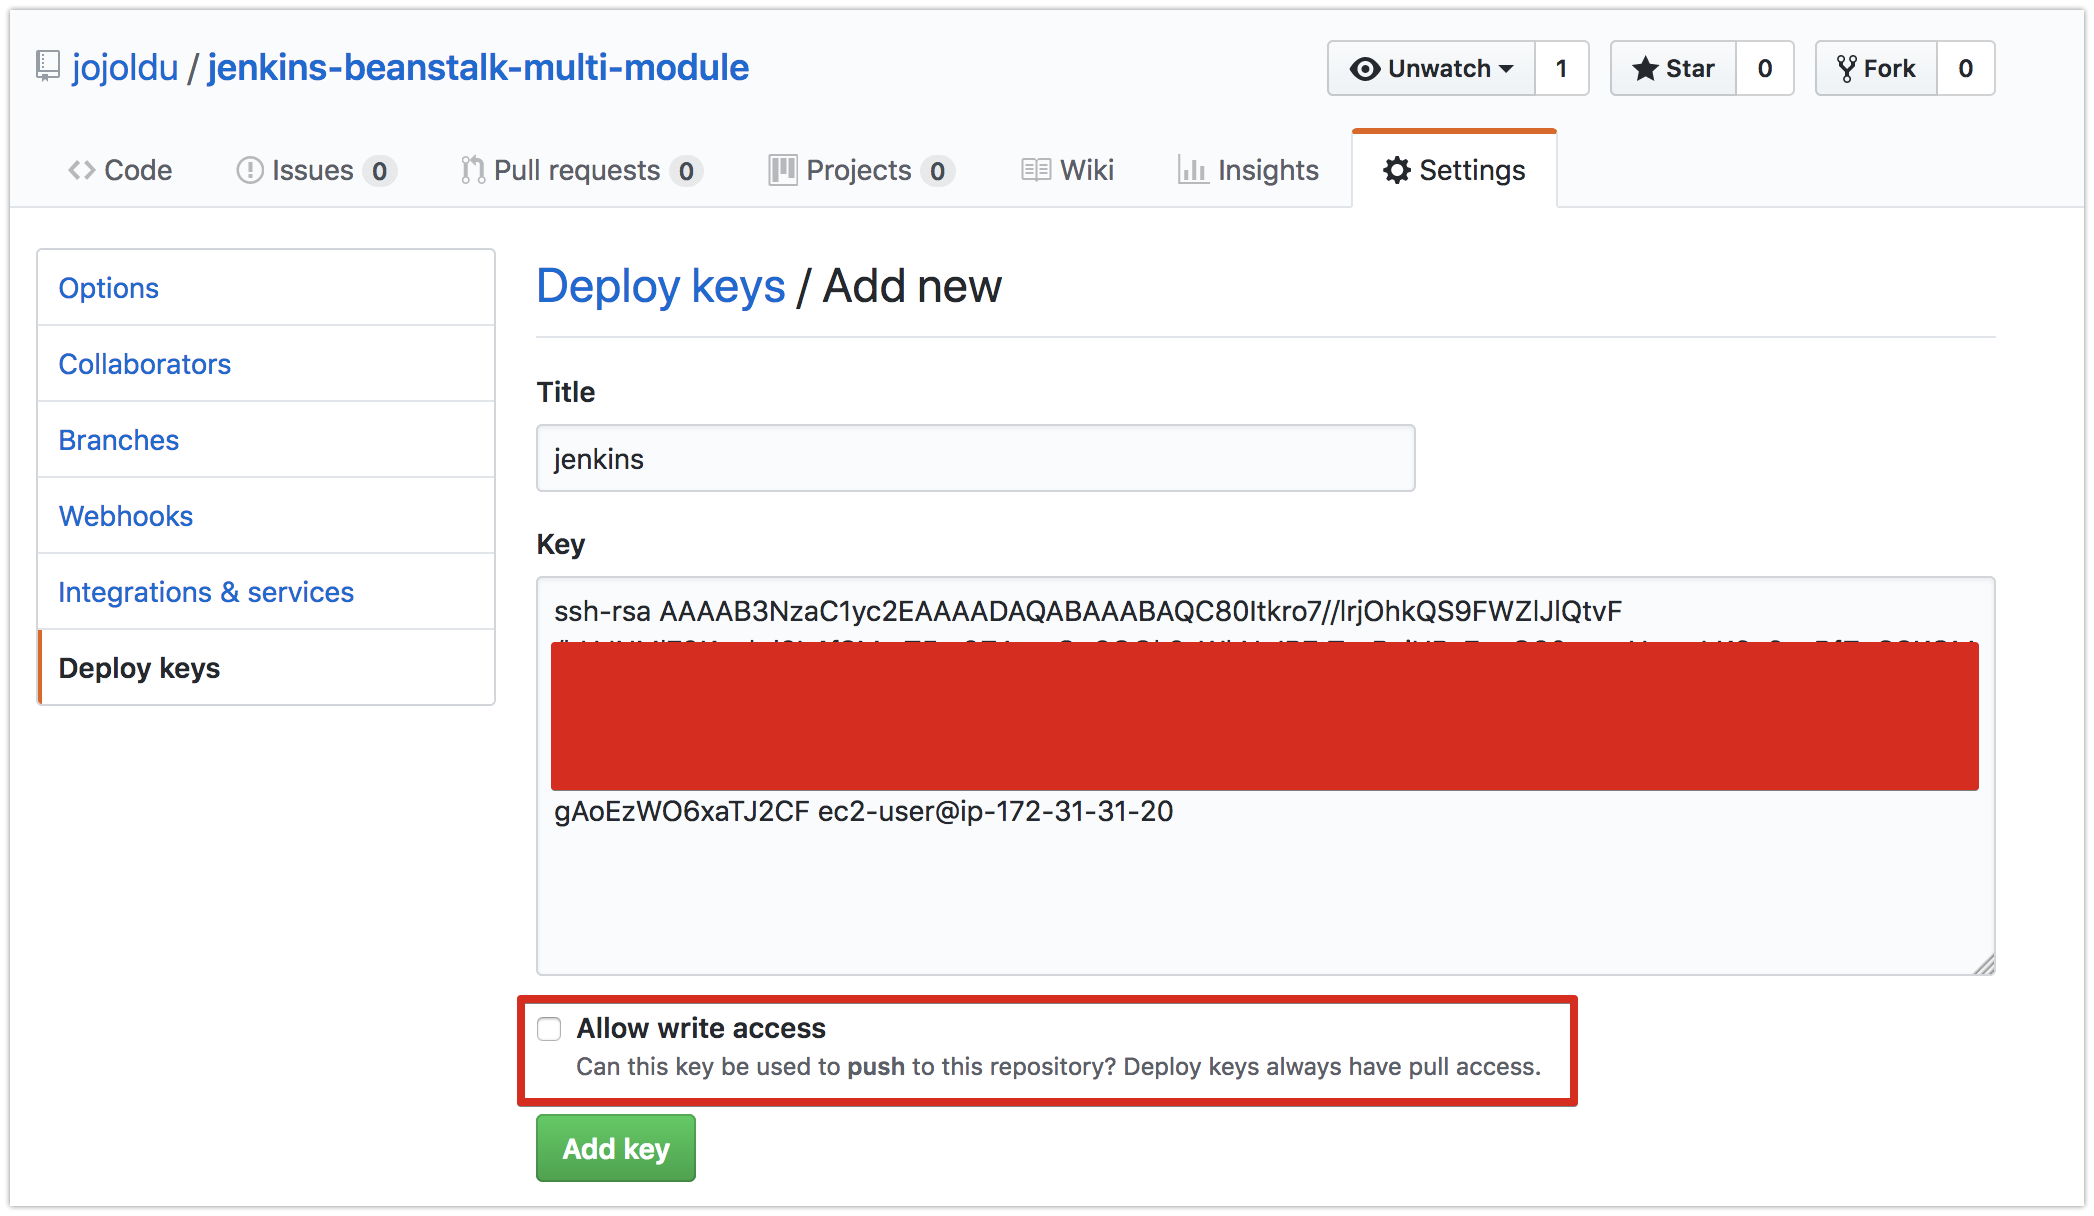 jojoldu / jenkins-beanstalk-multi-module
Unwatch 1
Star 0
Fork 0
Code
Issues 0
Pull requests 0
Projects 0
Wiki
Insights
Settings
Options
Collaborators
Branches
Webhooks
Integrations & services
Deploy keys
Deploy keys / Add new
Title
jenkins
Key
ssh-rsa AAAAB3NzaC1yc2EAAAADAQABAAABAQC80Itkro7//lrjOhkQS9FWZlJlQtvF
gAoEzWO6xaTJ2CF ec2-user@ip-172-31-31-20
Allow write access
Can this key be used to push to this repository? Deploy keys always have pull access.
Add key